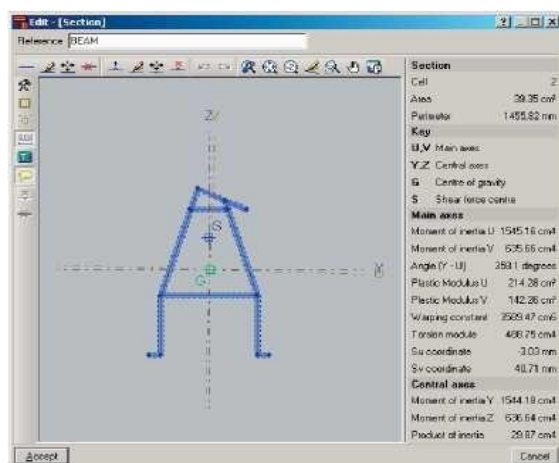 Edit - [Section]
Reference BEAM
Section
Cell 2
Area 39.35 cm²
Perimeter 1455.82 mm
Key
U,V Main axes
Y,Z Central axes
G Centre of gravity
S Shear force centre
Main axes
Moment of inertia U 1545.16 cm4
Moment of inertia V 635.66 cm4
Angle (Y - U) 358.1 degrees
Plastic Modulus U 214.28 cm³
Plastic Modulus V 142.26 cm³
Warping constant 3589.47 cm6
Torsion module 488.75 cm4
Su coordinate -3.03 mm
Sv coordinate 40.71 mm
Central axes
Moment of inertia Y 1544.18 cm4
Moment of inertia Z 636.64 cm4
Product of inertia 29.87 cm4
S
G
Accept
Cancel